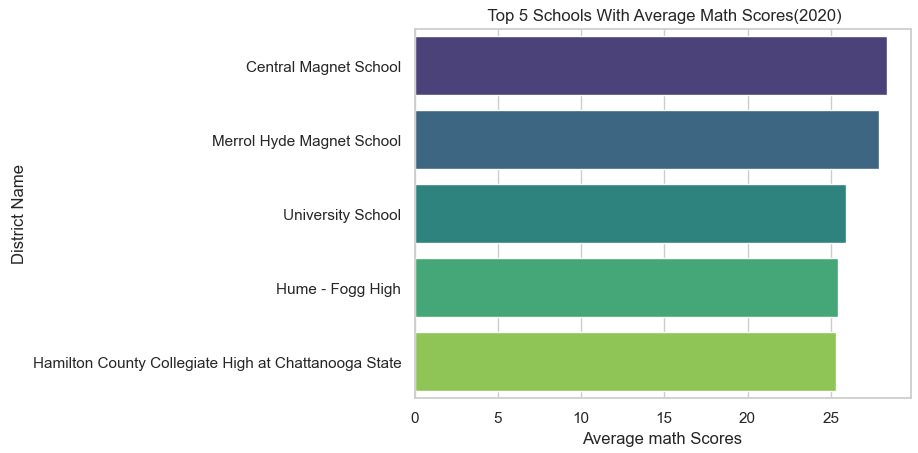 Top 5 Schools With Average Math Scores(2020)
District Name
Central Magnet School
Merrol Hyde Magnet School
University School
Hume - Fogg High
Hamilton County Collegiate High at Chattanooga State
0 5 10 15 20 25
Average math Scores